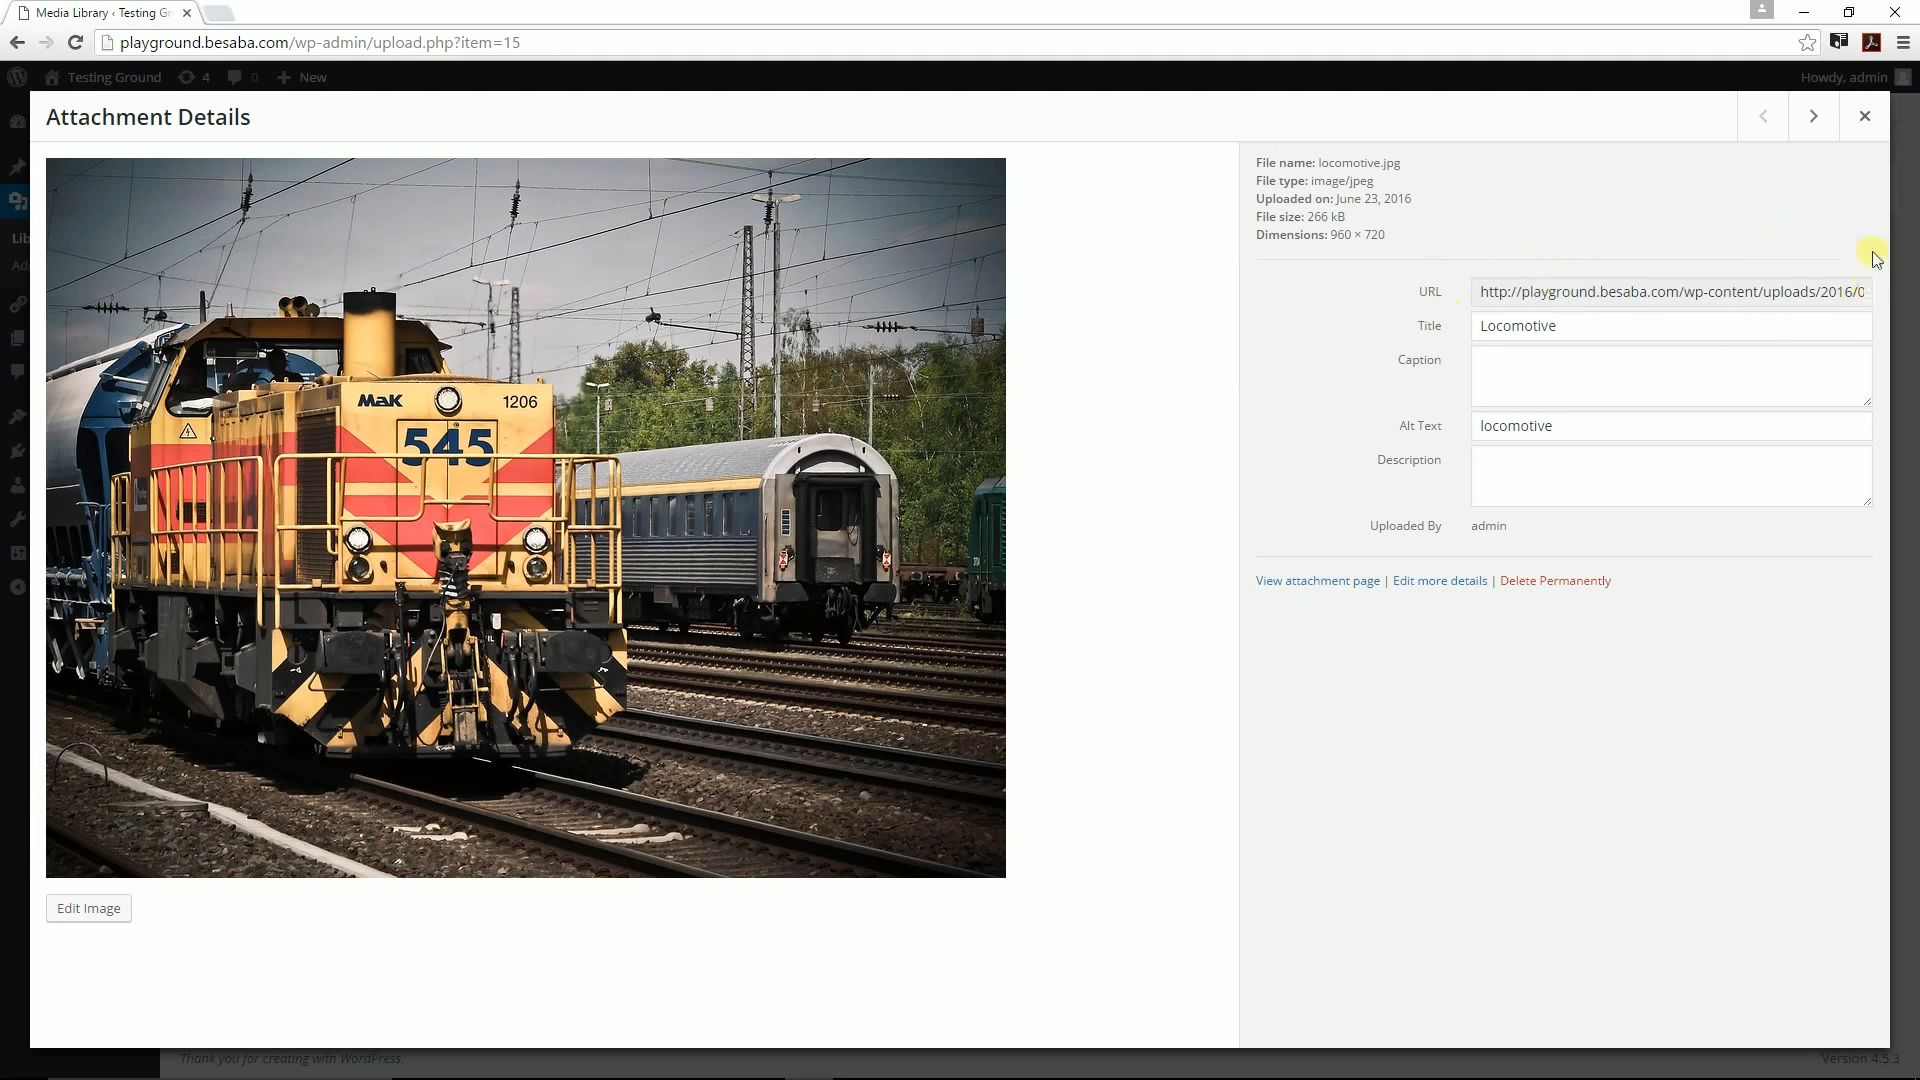 Media Library ‹ Testing Gr
playground.besaba.com/wp-admin/upload.php?item=15
Testing Ground 4 0 New
Howdy, admin
Attachment Details
File name: locomotive.jpg
File type: image/jpeg
Uploaded on: June 23, 2016
File size: 266 kB
Dimensions: 960 × 720
Lib
Ad
URL http://playground.besaba.com/wp-content/uploads/2016/0
Title Locomotive
Caption
Alt Text locomotive
Description
Uploaded By admin
View attachment page | Edit more details | Delete Permanently
MaK 1206
545
Edit Image
Thank you for creating with WordPress.
Version 4.5.3